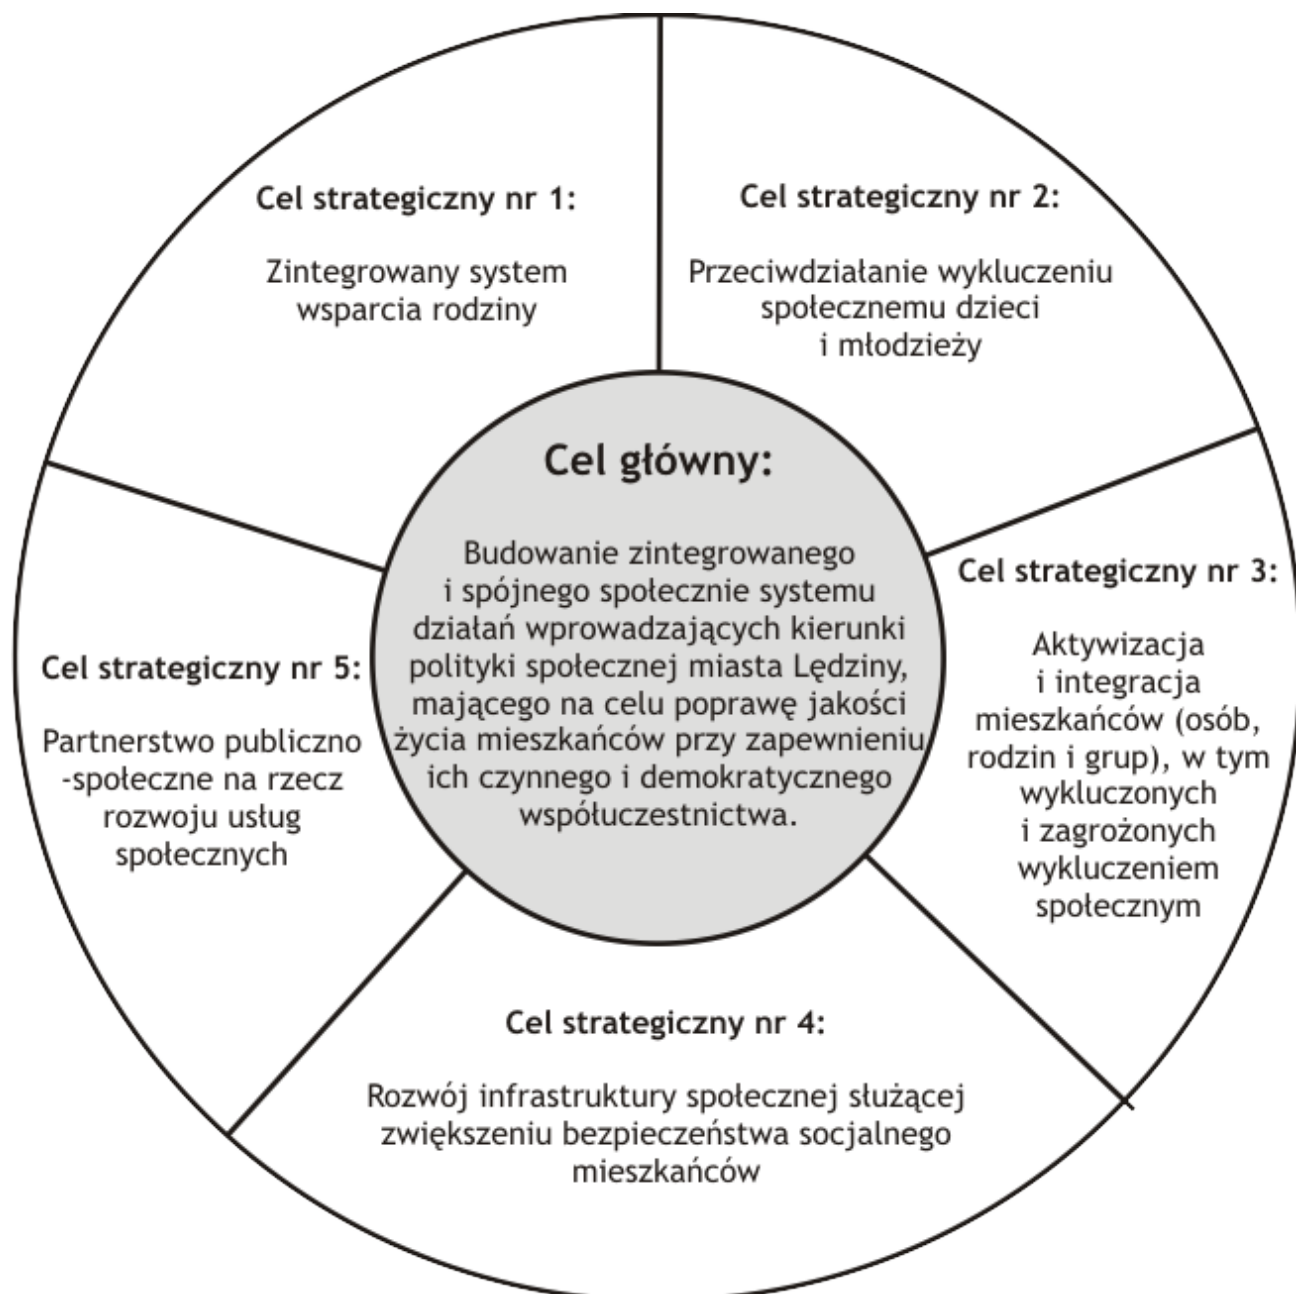 Cel strategiczny nr 1:
Zintegrowany system
wsparcia rodziny
Cel strategiczny nr 2:
Przeciwdziałanie wykluczeniu
społecznemu dzieci
i młodzieży
Cel główny:
Budowanie zintegrowanego
i spójnego społecznie systemu
działań wprowadzających kierunki
polityki społecznej miasta Lędziny,
mającego na celu poprawę jakości
życia mieszkańców przy zapewnieniu
ich czynnego i demokratycznego
współuczestnictwa.
Cel strategiczny nr 3:
Aktywizacja
i integracja
mieszkańców (osób,
rodzin i grup), w tym
wykluczonych
i zagrożonych
wykluczeniem
społecznym
Cel strategiczny nr 4:
Rozwój infrastruktury społecznej służącej
zwiększeniu bezpieczeństwa socjalnego
mieszkańców
Cel strategiczny nr 5:
Partnerstwo publiczno
-społeczne na rzecz
rozwoju usług
społecznych